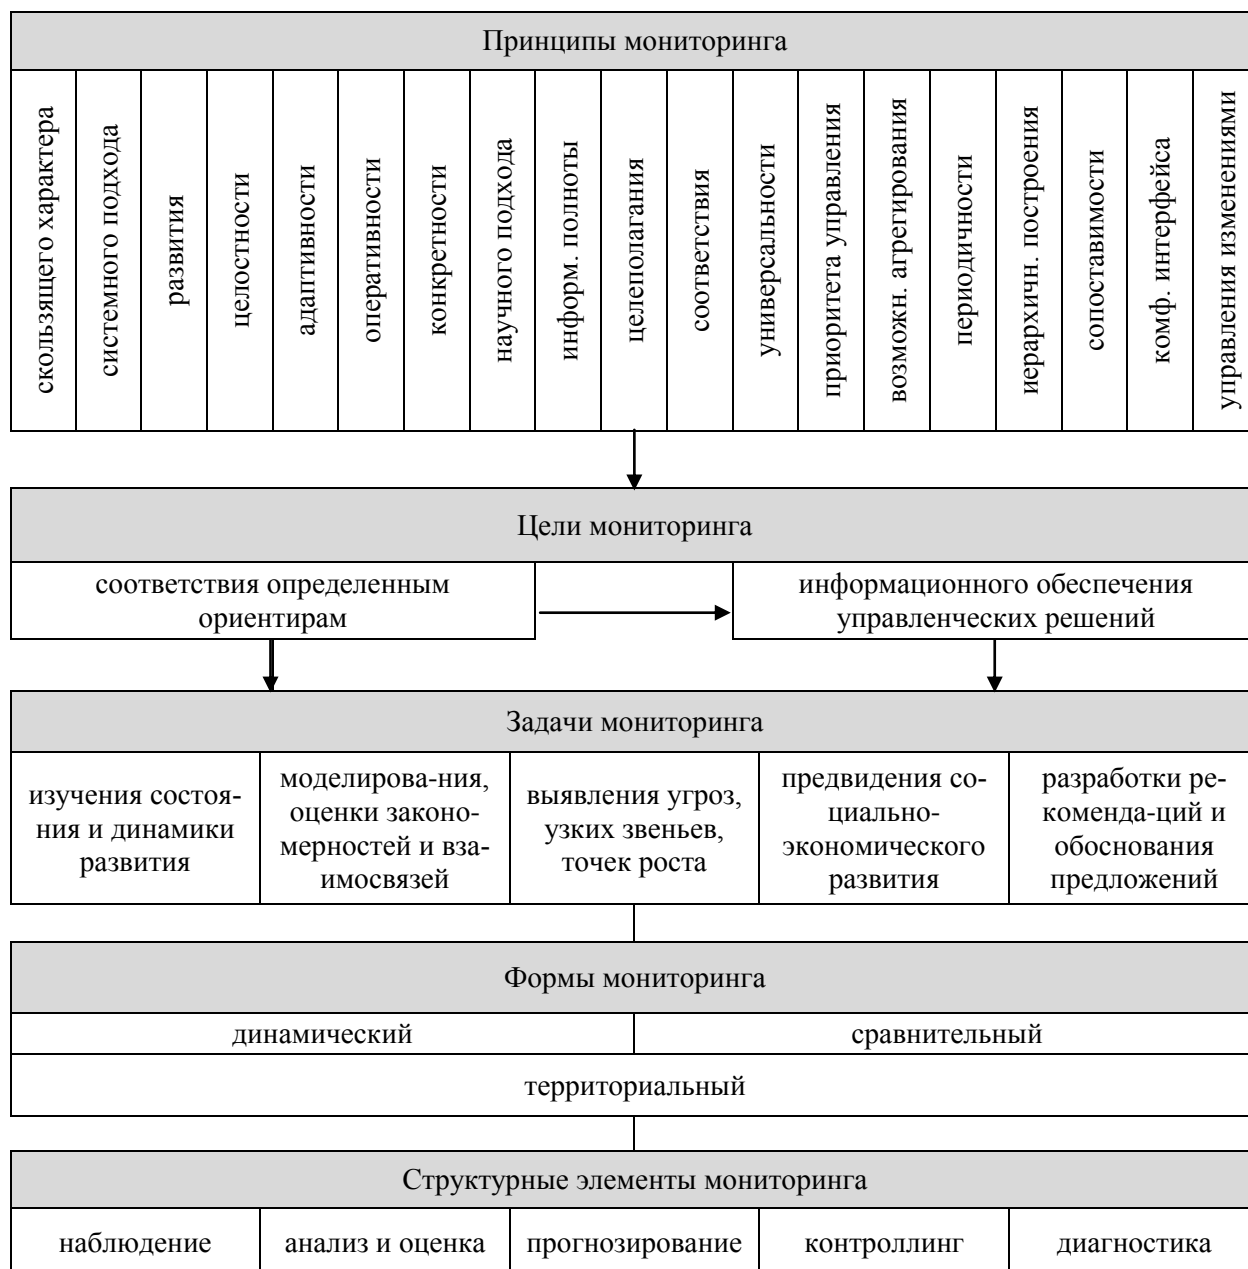 Принципы мониторинга
скользящего характера
системного подхода
развития
целостности
адаптивности
оперативности
конкретности
научного подхода
информ. полноты
целеполагания
соответствия
универсальности
приоритета управления
возможн. агрегирования
периодичности
иерархичн. построения
сопоставимости
комф. интерфейса
управления изменениями
Цели мониторинга
соответствия определенным
ориентирам
информационного обеспечения
управленческих решений
Задачи мониторинга
изучения состоя-
ния и динамики
развития
моделирова-ния,
оценки законо-
мерностей и вза-
имосвязей
выявления угроз,
узких звеньев,
точек роста
предвидения со-
циально-
экономического
развития
разработки ре-
коменда-ций и
обоснования
предложений
Формы мониторинга
динамический
сравнительный
территориальный
Структурные элементы мониторинга
наблюдение
анализ и оценка
прогнозирование
контроллинг
диагностика